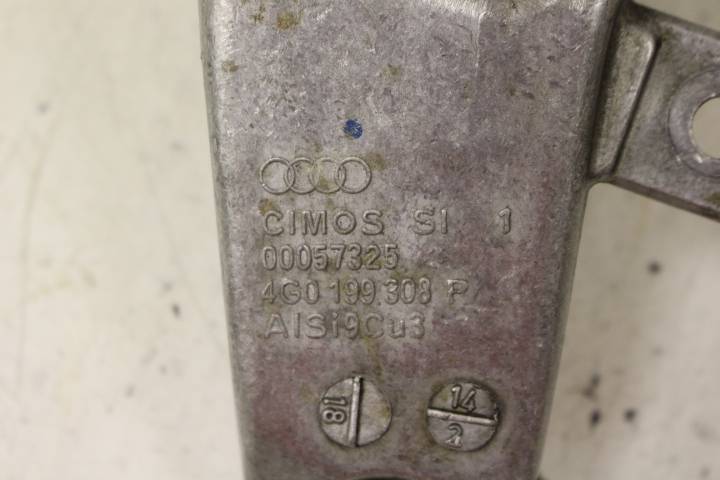 CIMOS SI 1
00057325
4G0 199 308 P
AlSi9Cu3
18
14
2